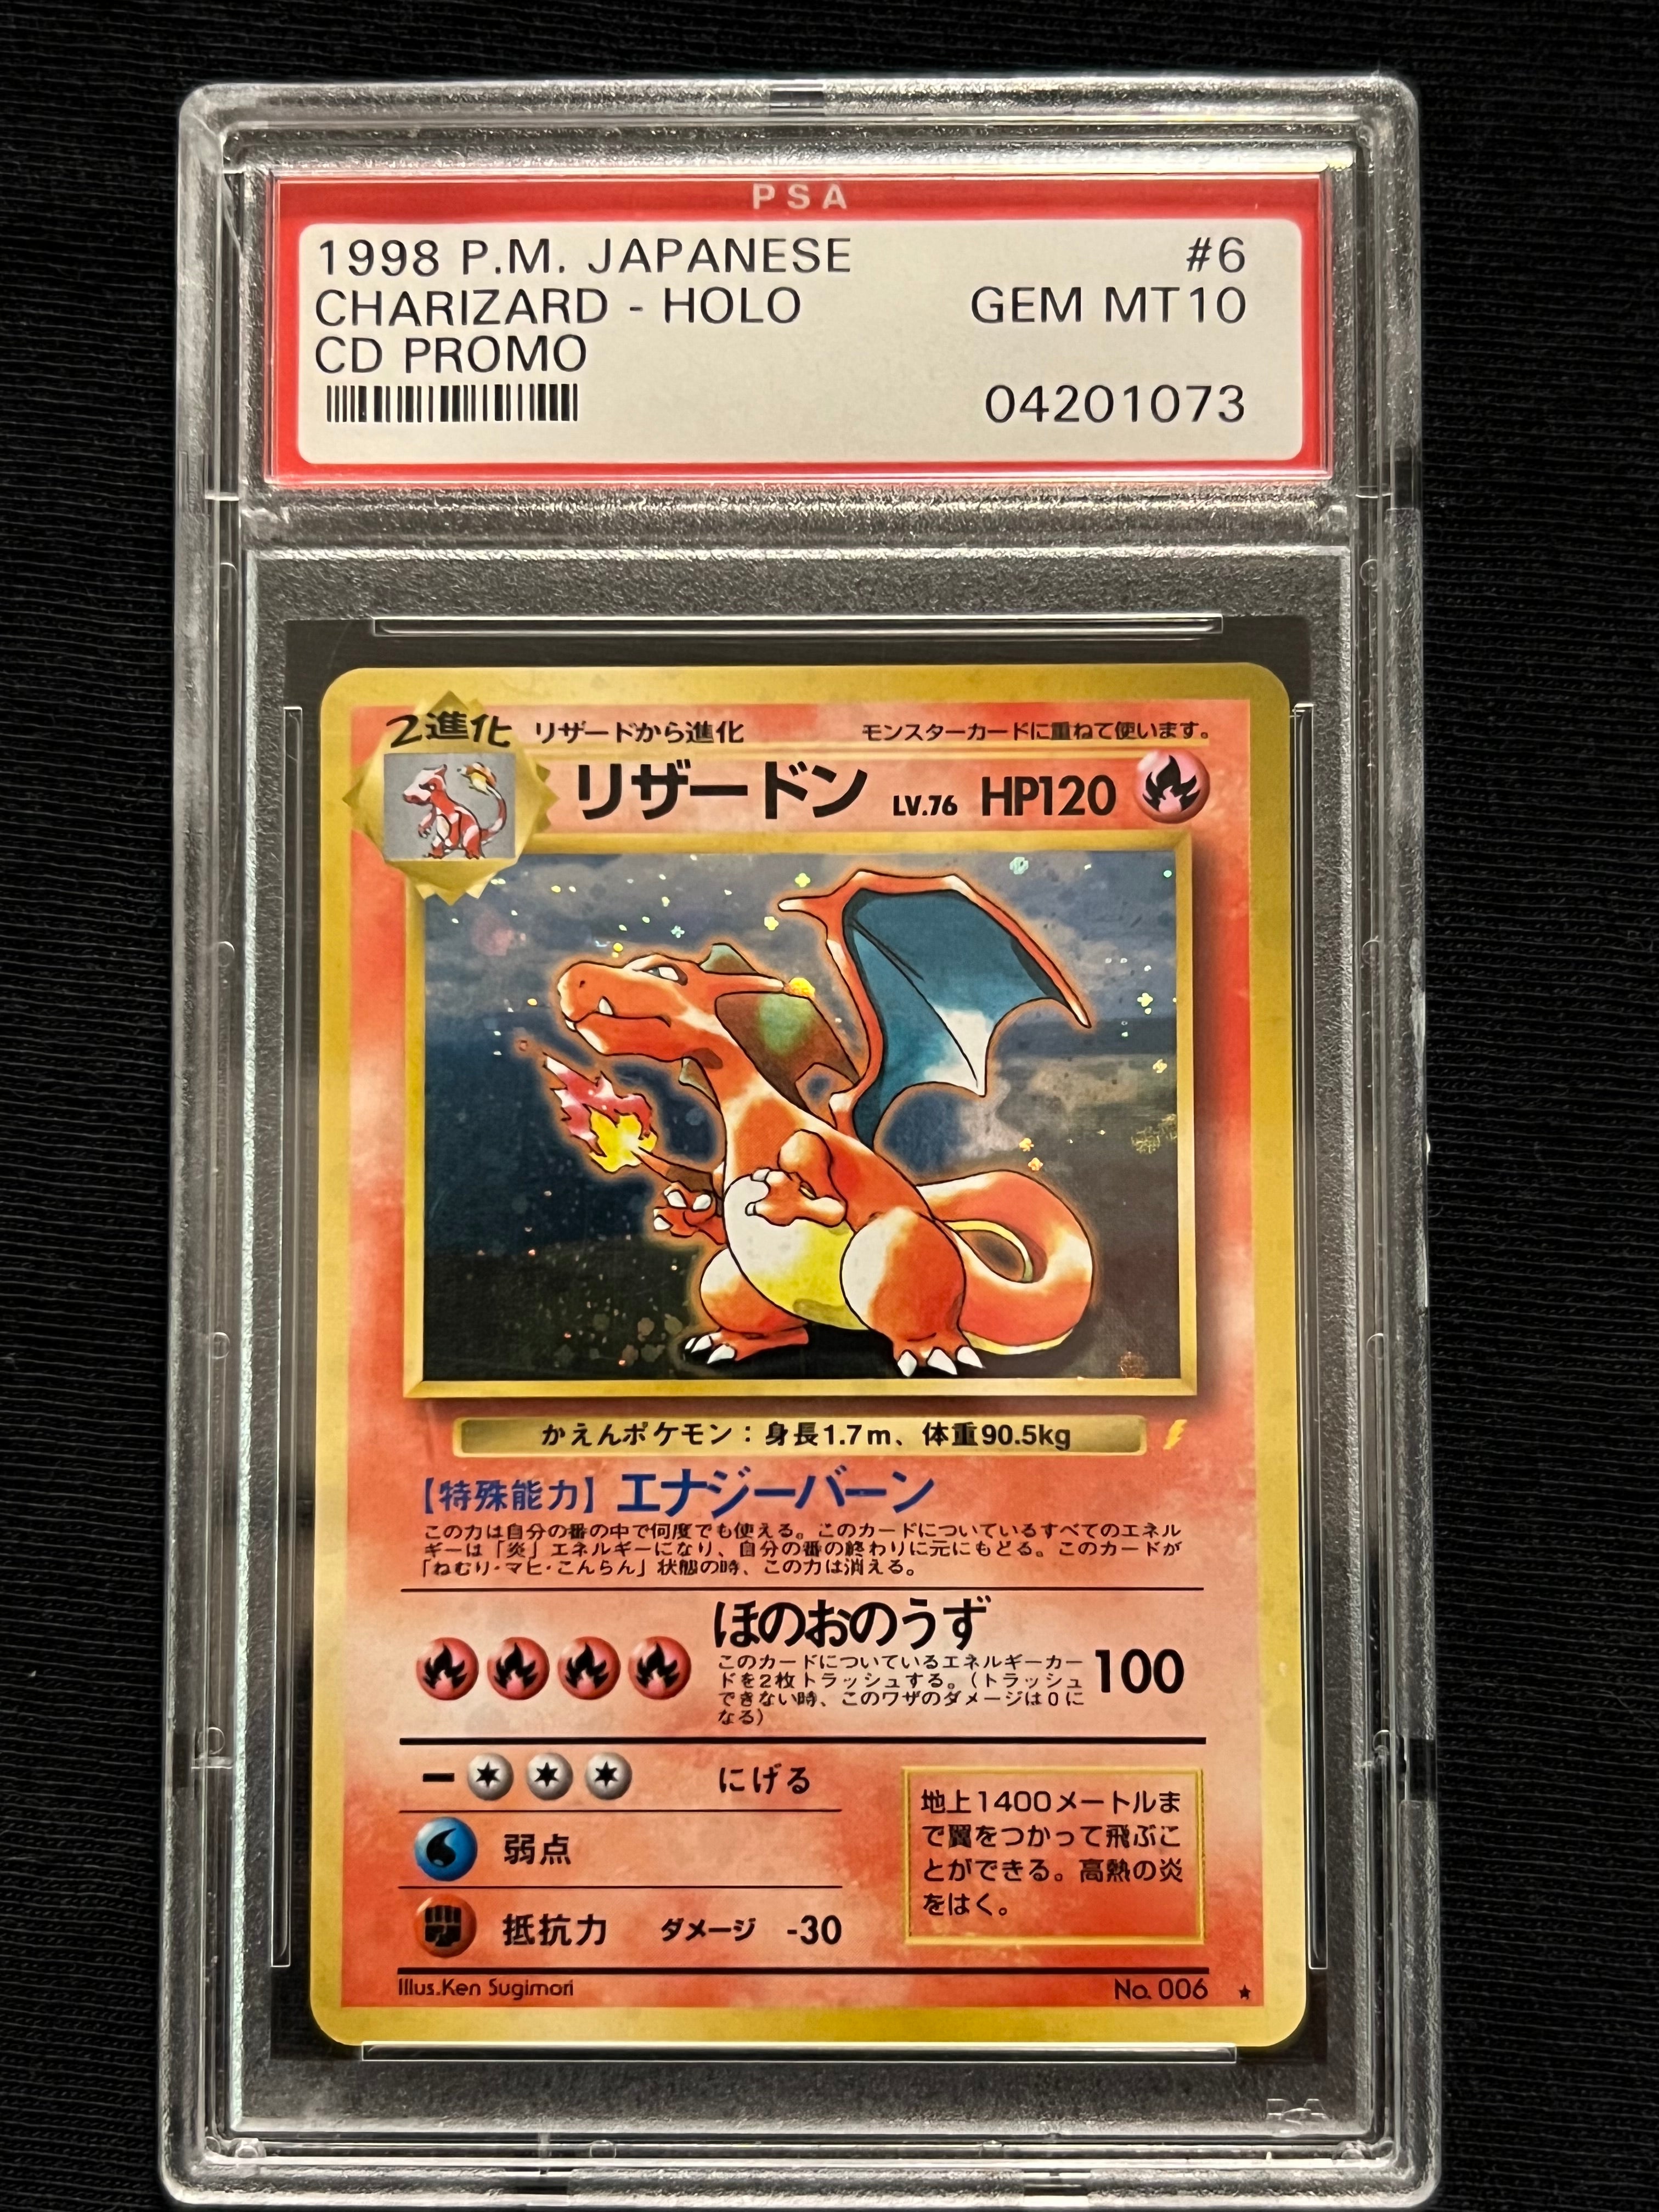 PSA
1998 P.M. JAPANESE #6
CHARIZARD - HOLO GEM MT 10
CD PROMO
04201073
2進化 リザードから進化 モンスターカードに重ねて使います。
リザードン LV.76 HP120
かえんポケモン：身長1.7m、体重90.5kg
【特殊能力】エナジーバーン
この力は自分の番の中で何度でも使える。このカードについているすべてのエネル
ギーは「炎」エネルギーになり、自分の番の終わりに元にもどる。このカードが
「ねむり・マヒ・こんらん」状態の時、この力は消える。
ほのおのうず
このカードについているエネルギーカー
ドを2枚トラッシュする。（トラッシュ
できない時、このワザのダメージは0に
なる）
100
にげる
弱点
抵抗力 ダメージ -30
地上1400メートルま
で翼をつかって飛ぶこ
とができる。高熱の炎
をはく。
Illus.Ken Sugimori No.006 ★